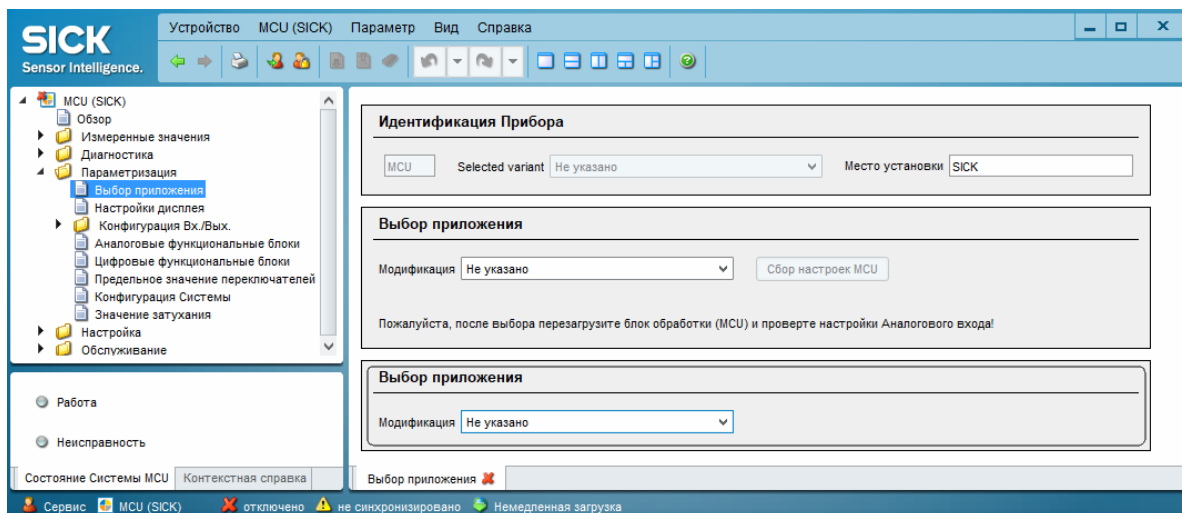 SICK
Sensor Intelligence.
Устройство MCU (SICK) Параметр Вид Справка
MCU (SICK)
Обзор
Измеренные значения
Диагностика
Параметризация
Выбор приложения
Настройки дисплея
Конфигурация Вх./Вых.
Аналоговые функциональные блоки
Цифровые функциональные блоки
Предельное значение переключателей
Конфигурация Системы
Значение затухания
Настройка
Обслуживание
Работа
Неисправность
Состояние Системы MCU Контекстная справка
Идентификация Прибора
MCU Selected variant Не указано Место установки SICK
Выбор приложения
Модификация Не указано Сбор настроек MCU
Пожалуйста, после выбора перезагрузите блок обработки (MCU) и проверте настройки Аналогового входа!
Выбор приложения
Модификация Не указано
Выбор приложения
Сервис MCU (SICK) отключено не синхронизировано Немедленная загрузка